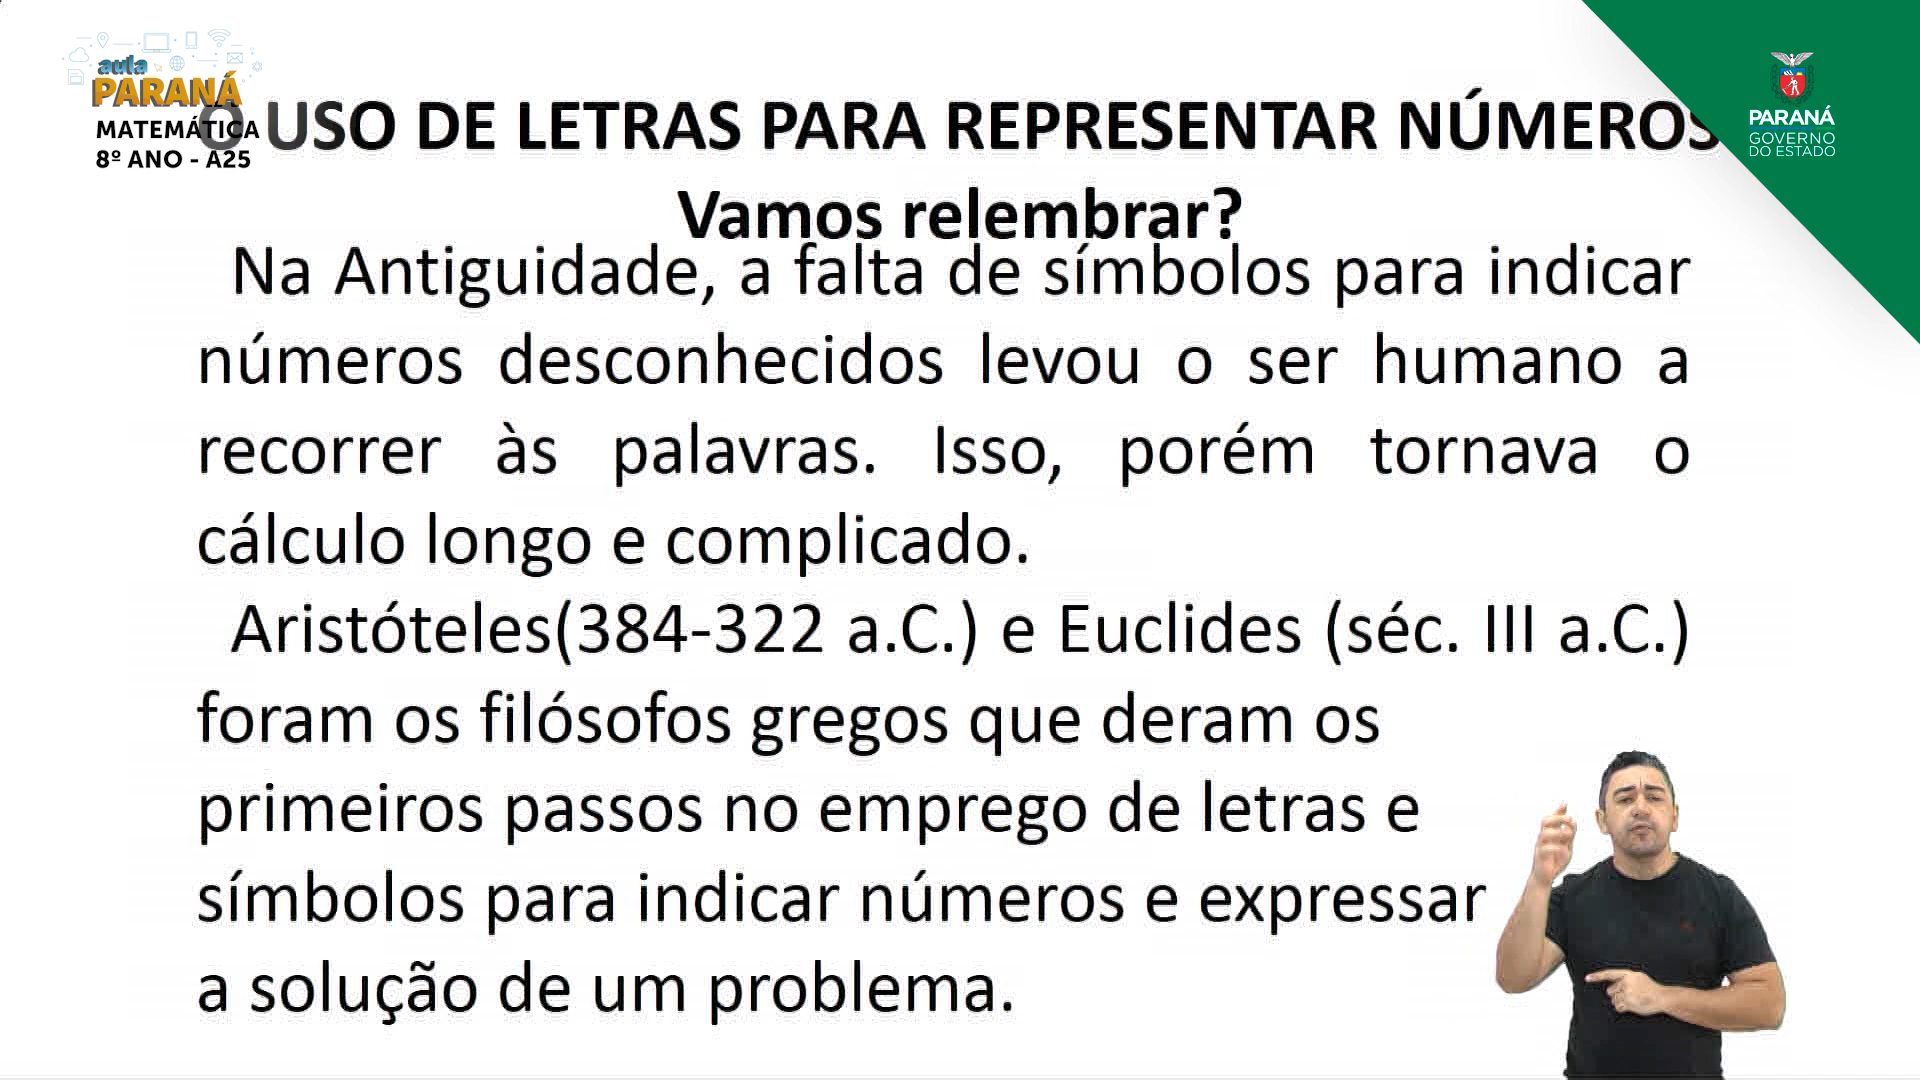 aula
PARANÁ
MATEMÁTICA
8º ANO - A25
O USO DE LETRAS PARA REPRESENTAR NÚMEROS
Vamos relembrar?
Na Antiguidade, a falta de símbolos para indicar
números desconhecidos levou o ser humano a
recorrer às palavras. Isso, porém tornava o
cálculo longo e complicado.
Aristóteles(384-322 a.C.) e Euclides (séc. III a.C.)
foram os filósofos gregos que deram os
primeiros passos no emprego de letras e
símbolos para indicar números e expressar
a solução de um problema.
PARANÁ
GOVERNO
DO ESTADO